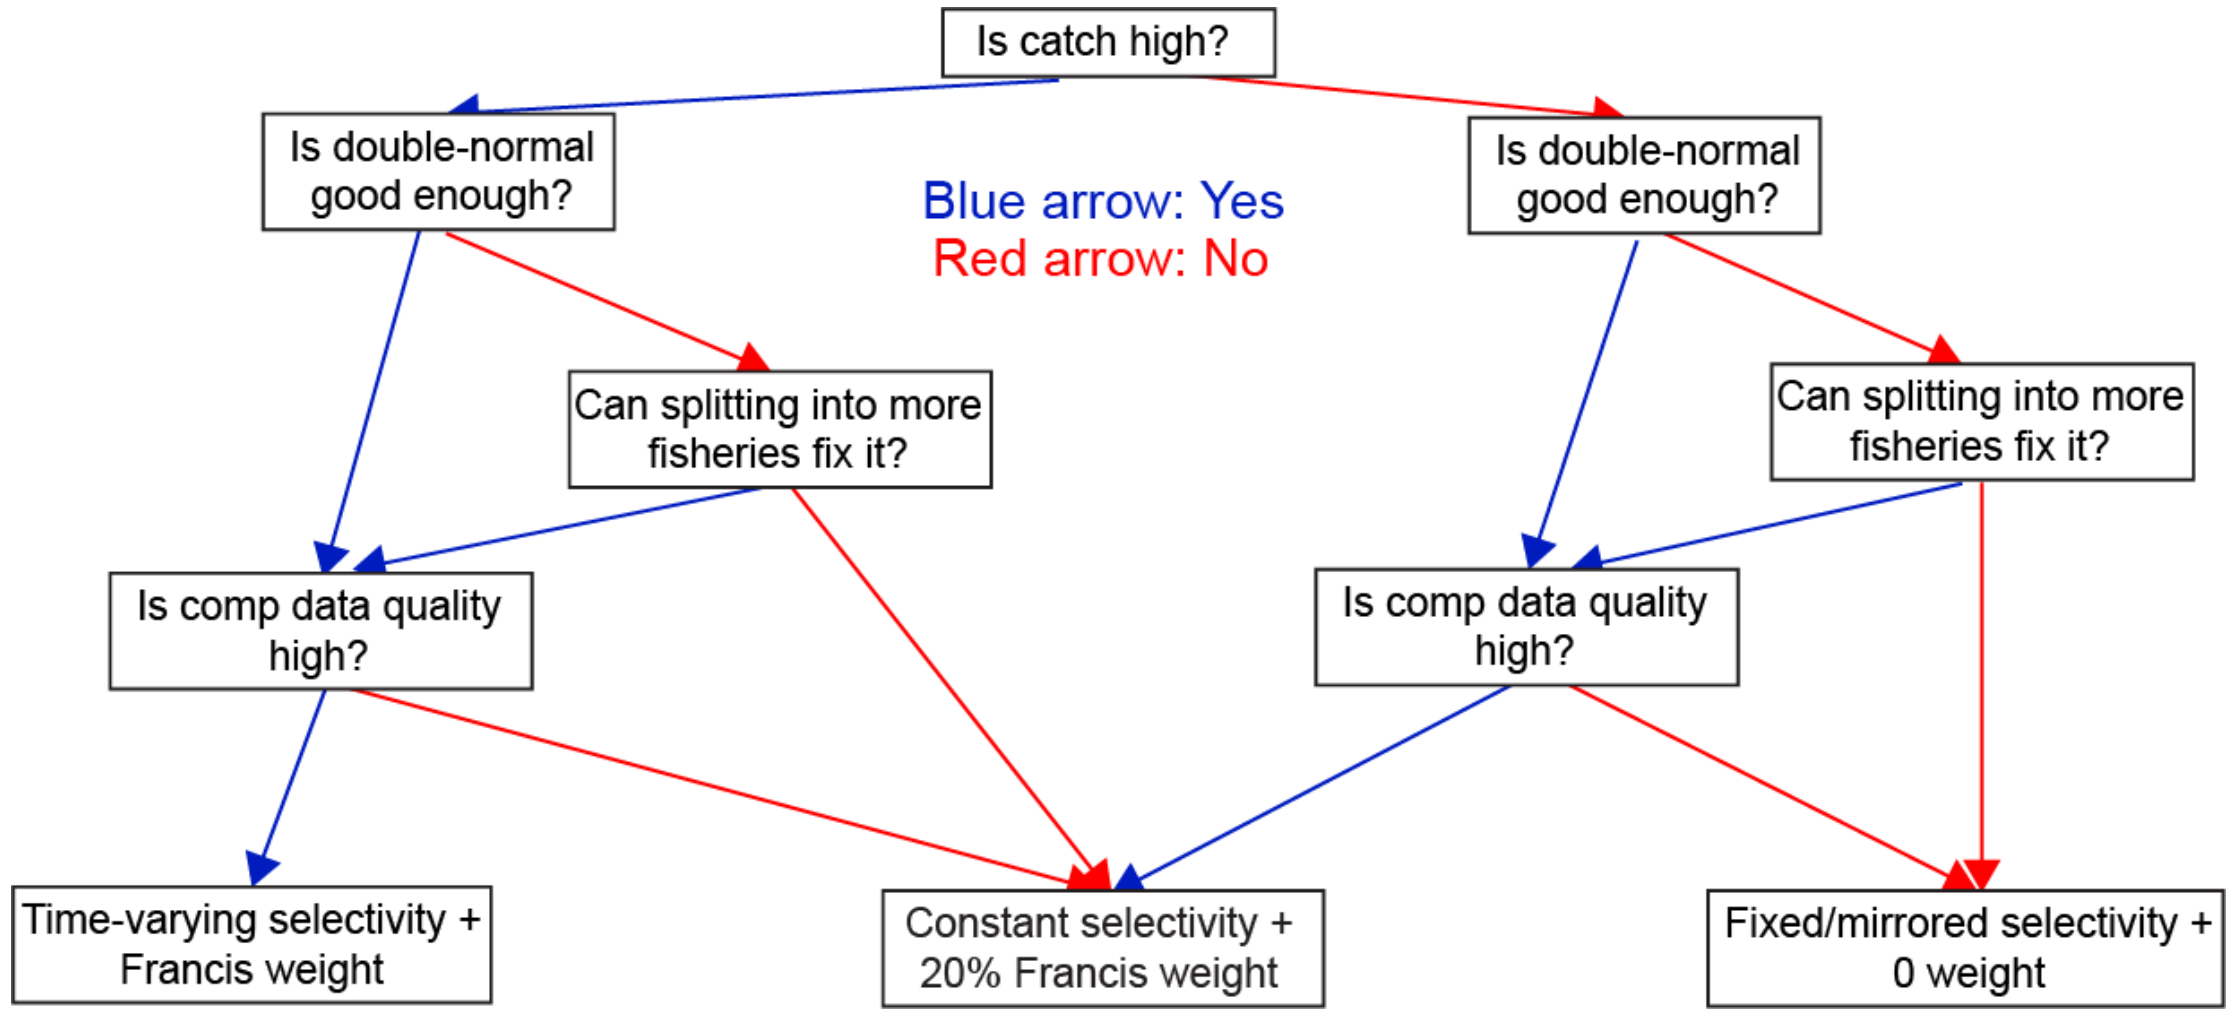 Is catch high?
Is double-normal
good enough?
Is double-normal
good enough?
Blue arrow: Yes
Red arrow: No
Can splitting into more
fisheries fix it?
Can splitting into more
fisheries fix it?
Is comp data quality
high?
Is comp data quality
high?
Time-varying selectivity +
Francis weight
Constant selectivity +
20% Francis weight
Fixed/mirrored selectivity +
0 weight